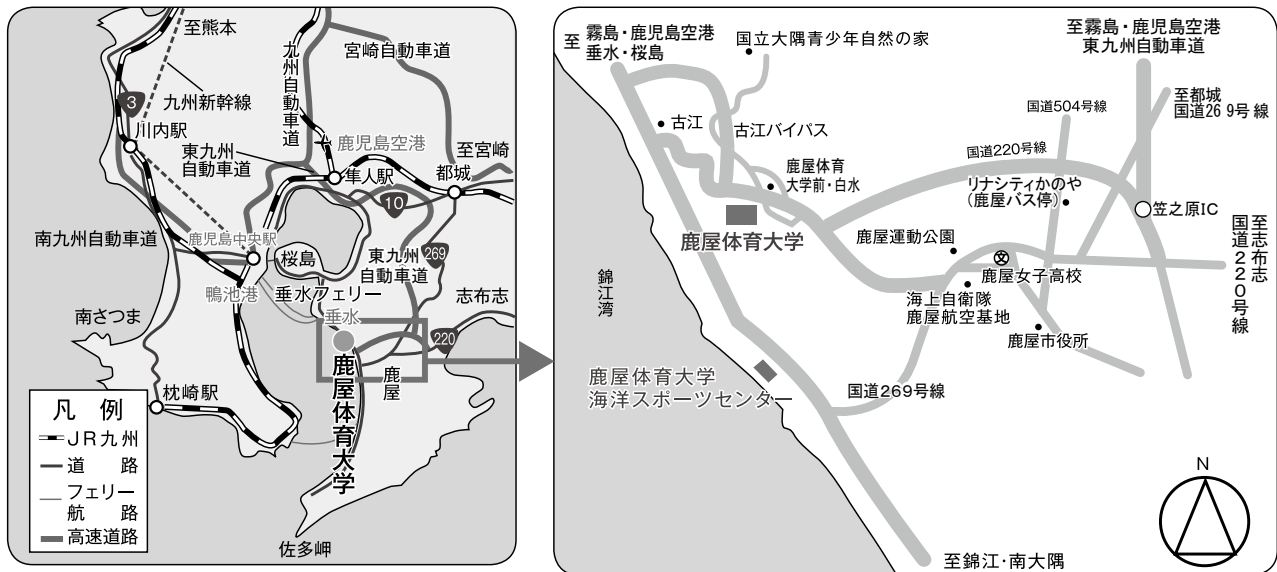 至熊本
九州自動車道
宮崎自動車道
3
九州新幹線
川内駅
東九州
自動車道
鹿児島空港
至宮崎
隼人駅
都城
10
南九州自動車道
鹿児島中央駅
桜島
東九州
自動車道
269
鴨池港
垂水フェリー
垂水
志布志
南さつま
220
鹿屋
鹿屋体育大学
枕崎駅
佐多岬
凡 例
JR九州
道 路
フェリー
航 路
高速道路
至 霧島・鹿児島空港
垂水・桜島
国立大隅青少年自然の家
至霧島・鹿児島空港
東九州自動車道
古江
古江バイパス
国道504号線
至都城
国道26 9号線
鹿屋体育
大学前・白水
国道220号線
リナシティかのや
(鹿屋バス停)
笠之原IC
鹿屋体育大学
鹿屋運動公園
文
鹿屋女子高校
至志布志
国道220号線
錦江湾
海上自衛隊
鹿屋航空基地
鹿屋市役所
鹿屋体育大学
海洋スポーツセンター
国道269号線
N
至錦江・南大隅